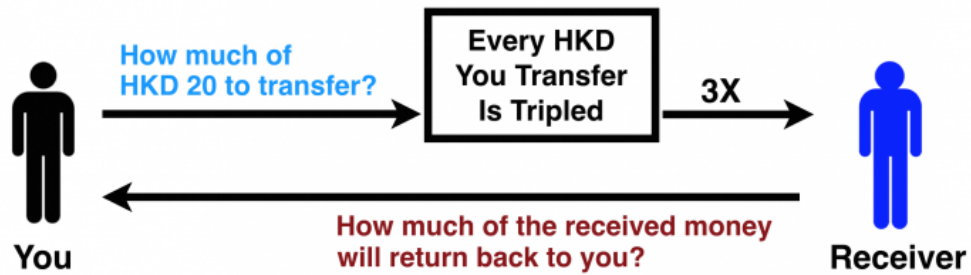 How much of
HKD 20 to transfer?
Every HKD
You Transfer
Is Tripled
3X
How much of the received money
will return back to you?
You
Receiver